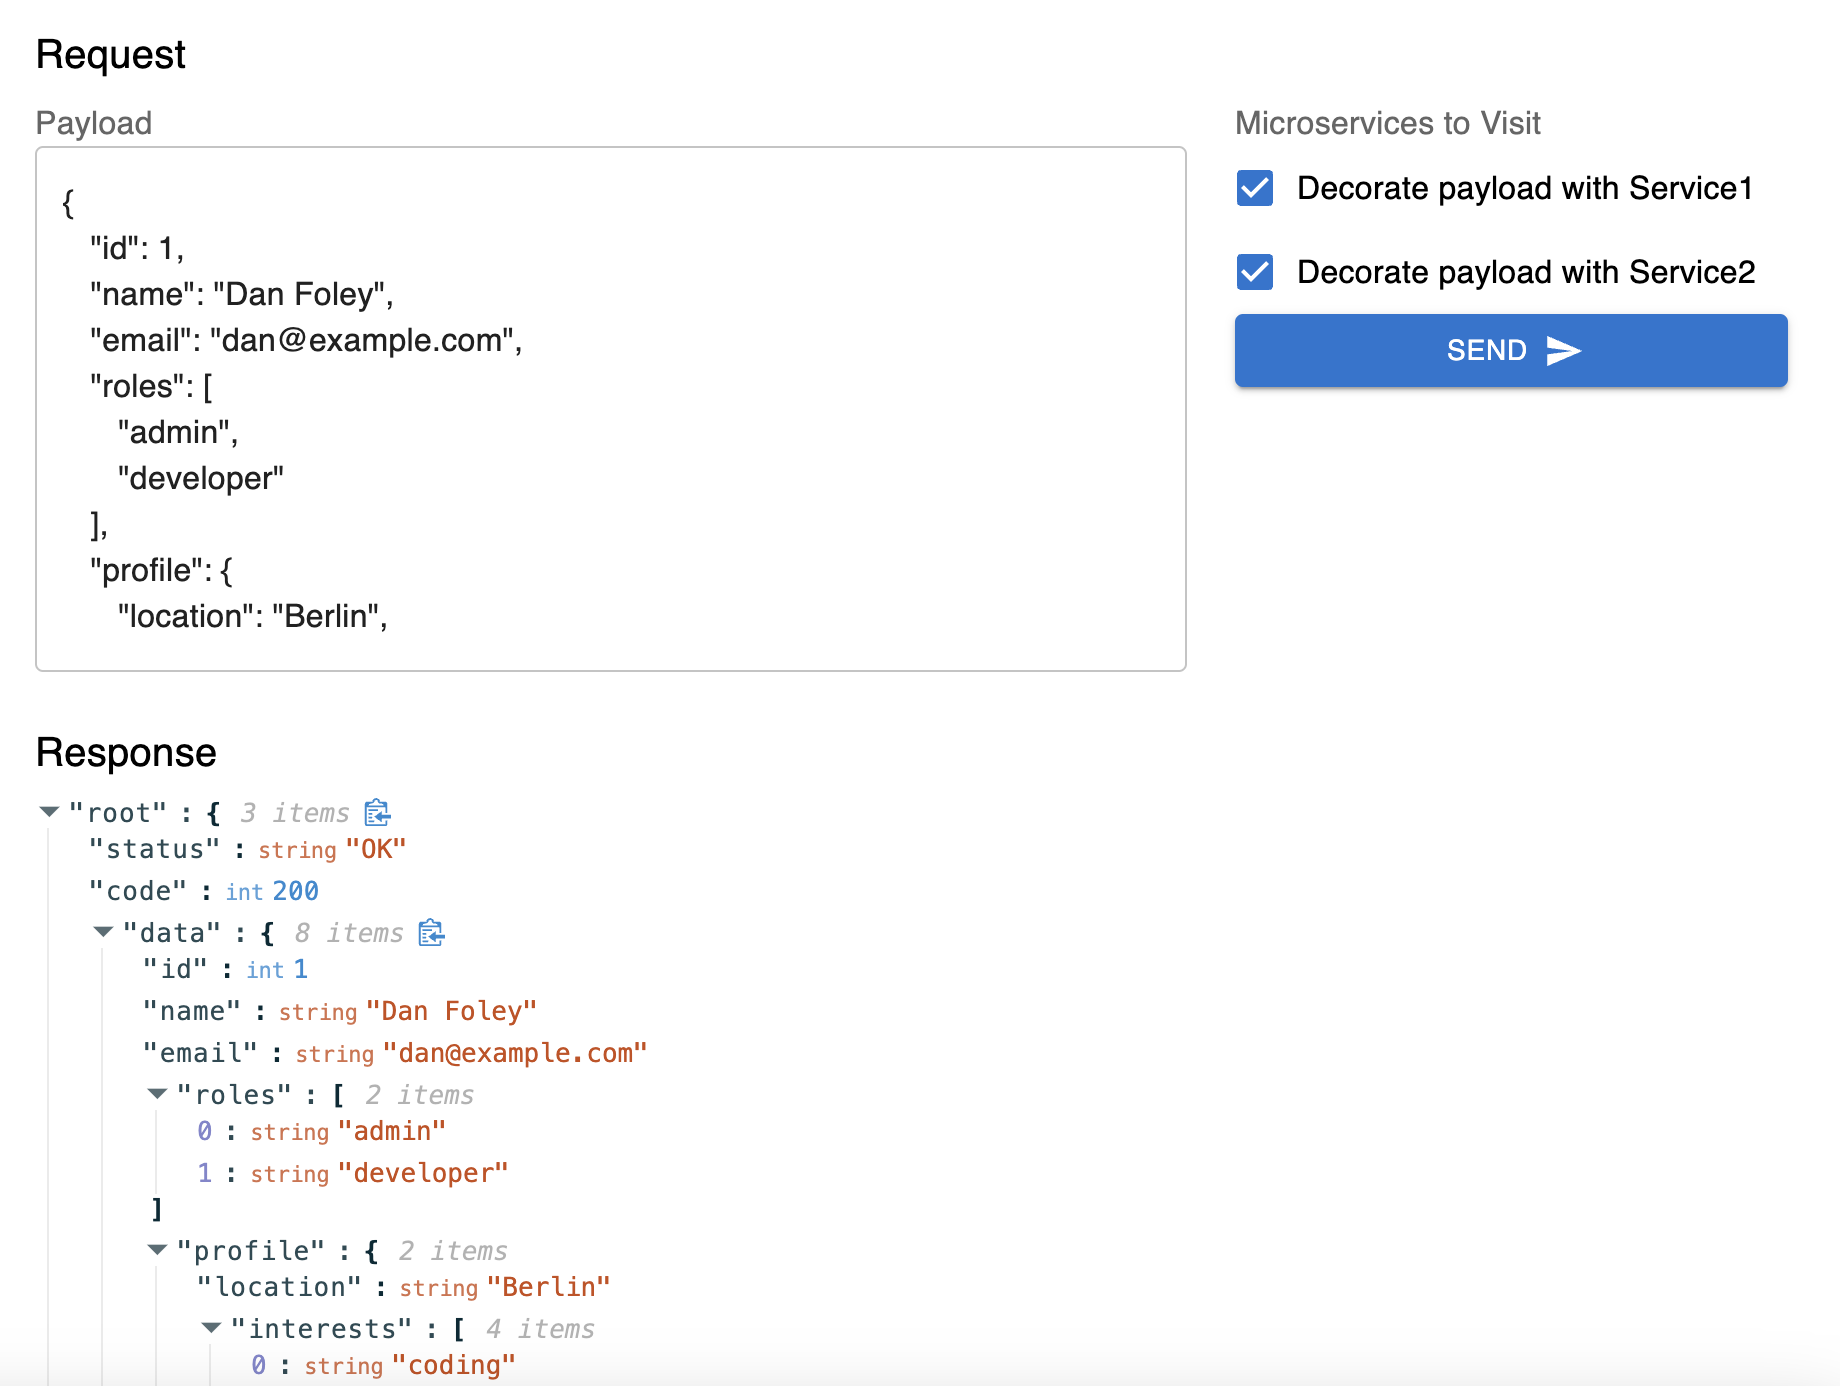 Request
Payload
Microservices to Visit
{
"id": 1,
"name": "Dan Foley",
"email": "dan@example.com",
"roles": [
"admin",
"developer"
],
"profile": {
"location": "Berlin",
Decorate payload with Service1
Decorate payload with Service2
SEND
Response
"root" : { 3 items
"status" : string "OK"
"code" : int 200
"data" : { 8 items
"id" : int 1
"name" : string "Dan Foley"
"email" : string "dan@example.com"
"roles" : [ 2 items
0 : string "admin"
1 : string "developer"
]
"profile" : { 2 items
"location" : string "Berlin"
"interests" : [ 4 items
0 : string "coding"